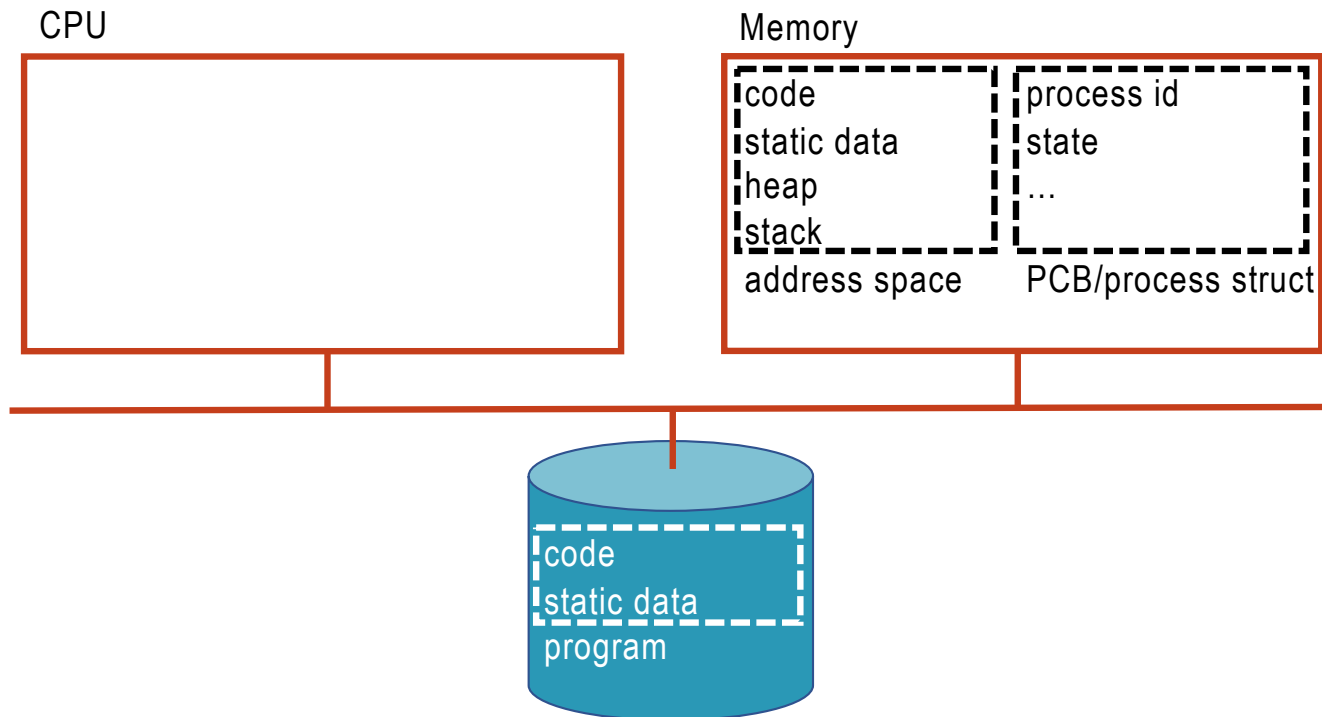 CPU
Memory
code
static data
heap
stack
address space
process id
state
...
PCB/process struct
code
static data
program